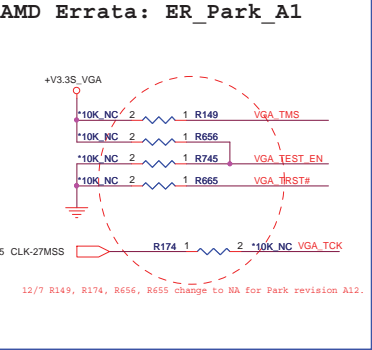 AMD Errata: ER_Park_A1
+V3.3S_VGA
*10K_NC 2 1 R149 VGA_TMS
*10K_NC 2 1 R656
*10K_NC 2 1 R745 VGA_TEST_EN
*10K_NC 2 1 R665 VGA_TRST#
5 CLK-27MSS R174 1 2 *10K_NC VGA_TCK
12/7 R149, R174, R656, R655 change to NA for Park revision A12.